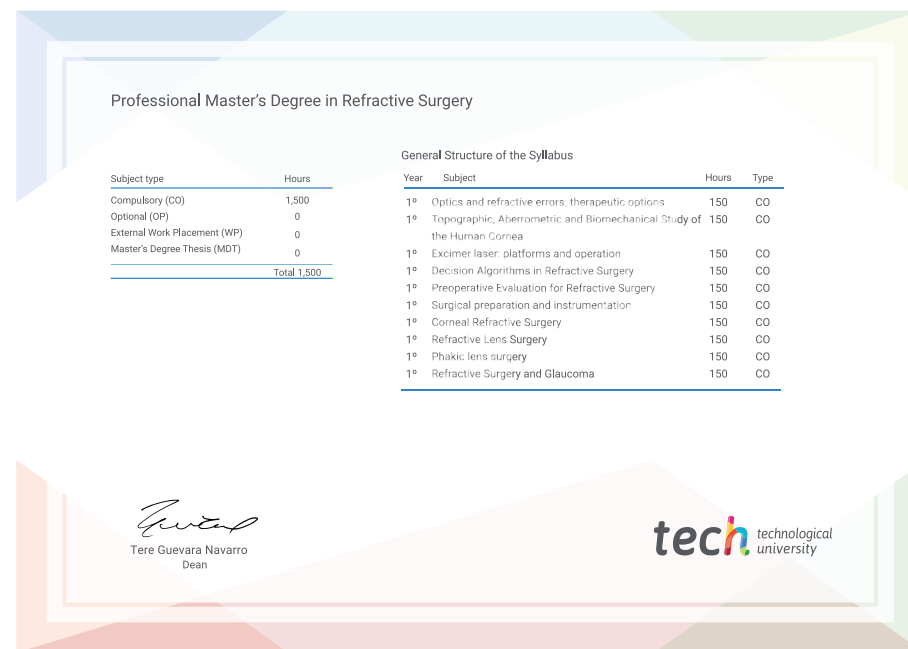 Professional Master's Degree in Refractive Surgery
Subject type Hours
Compulsory (CO) 1,500
Optional (OP) 0
External Work Placement (WP) 0
Master's Degree Thesis (MDT) 0
Total 1,500
General Structure of the Syllabus
Year Subject Hours Type
1º Optics and refractive errors: therapeutic options 150 CO
1º Topographic, Aberrometric and Biomechanical Study of 150 CO
the Human Cornea
1º Excimer laser: platforms and operation 150 CO
1º Decision Algorithms in Refractive Surgery 150 CO
1º Preoperative Evaluation for Refractive Surgery 150 CO
1º Surgical preparation and instrumentation 150 CO
1º Corneal Refractive Surgery 150 CO
1º Refractive Lens Surgery 150 CO
1º Phakic lens surgery 150 CO
1º Refractive Surgery and Glaucoma 150 CO
Tere Guevara Navarro
Dean
tech technological
university